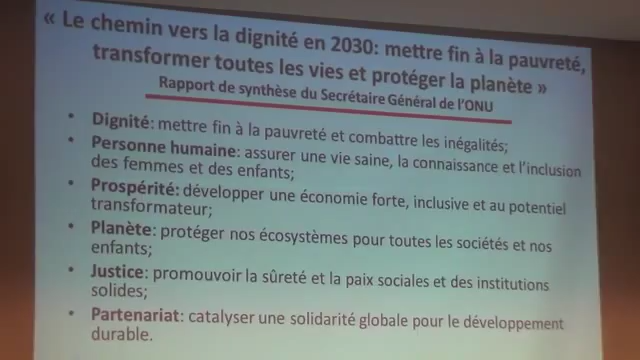 « Le chemin vers la dignité en 2030: mettre fin à la pauvreté,
transformer toutes les vies et protéger la planète »
Rapport de synthèse du Secrétaire Général de l'ONU
• Dignité: mettre fin à la pauvreté et combattre les inégalités;
• Personne humaine: assurer une vie saine, la connaissance et l'inclusion
des femmes et des enfants;
• Prospérité: développer une économie forte, inclusive et au potentiel
transformateur;
• Planète: protéger nos écosystèmes pour toutes les sociétés et nos
enfants;
• Justice: promouvoir la sûreté et la paix sociales et des institutions
solides;
• Partenariat: catalyser une solidarité globale pour le développement
durable.